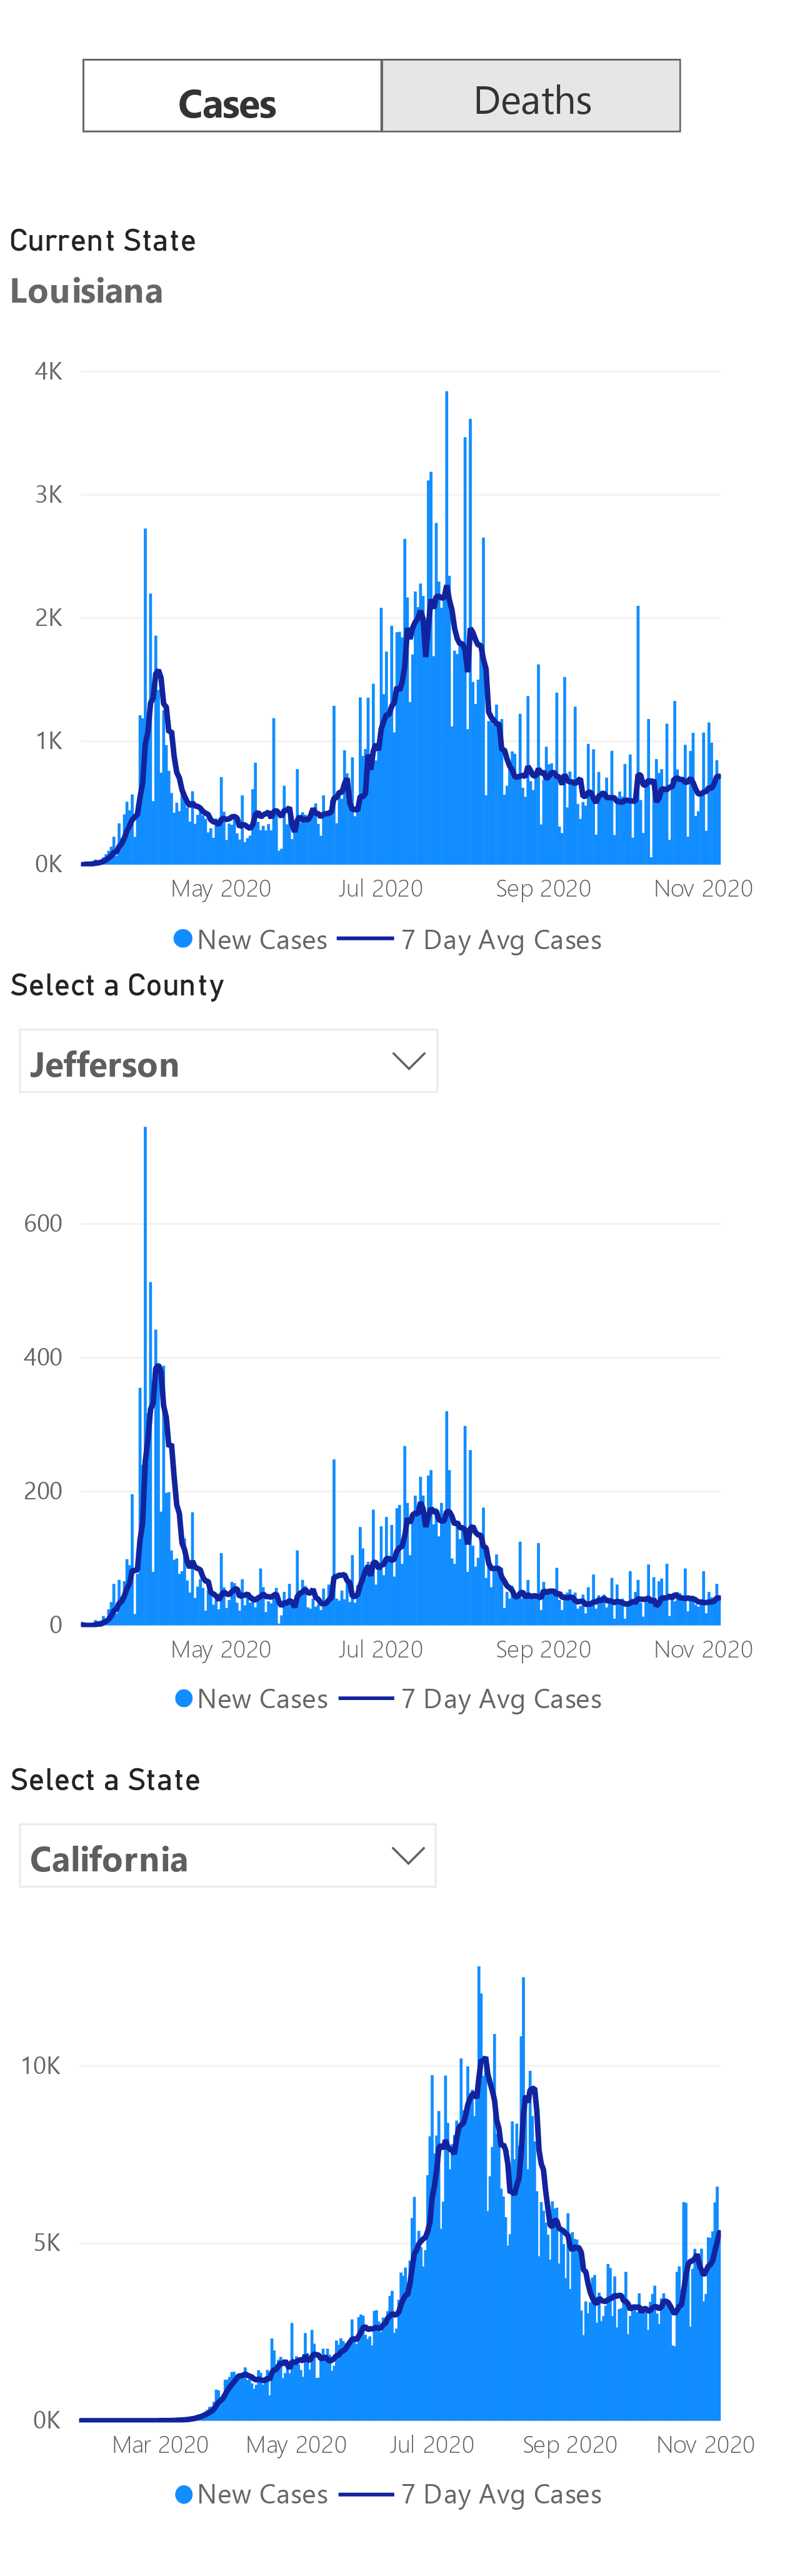 Cases Deaths
Current State
Louisiana
4K
3K
2K
1K
0K
May 2020 Jul 2020 Sep 2020 Nov 2020
New Cases 7 Day Avg Cases
Select a County
Jefferson
600
400
200
0
May 2020 Jul 2020 Sep 2020 Nov 2020
New Cases 7 Day Avg Cases
Select a State
California
10K
5K
0K
Mar 2020 May 2020 Jul 2020 Sep 2020 Nov 2020
New Cases 7 Day Avg Cases